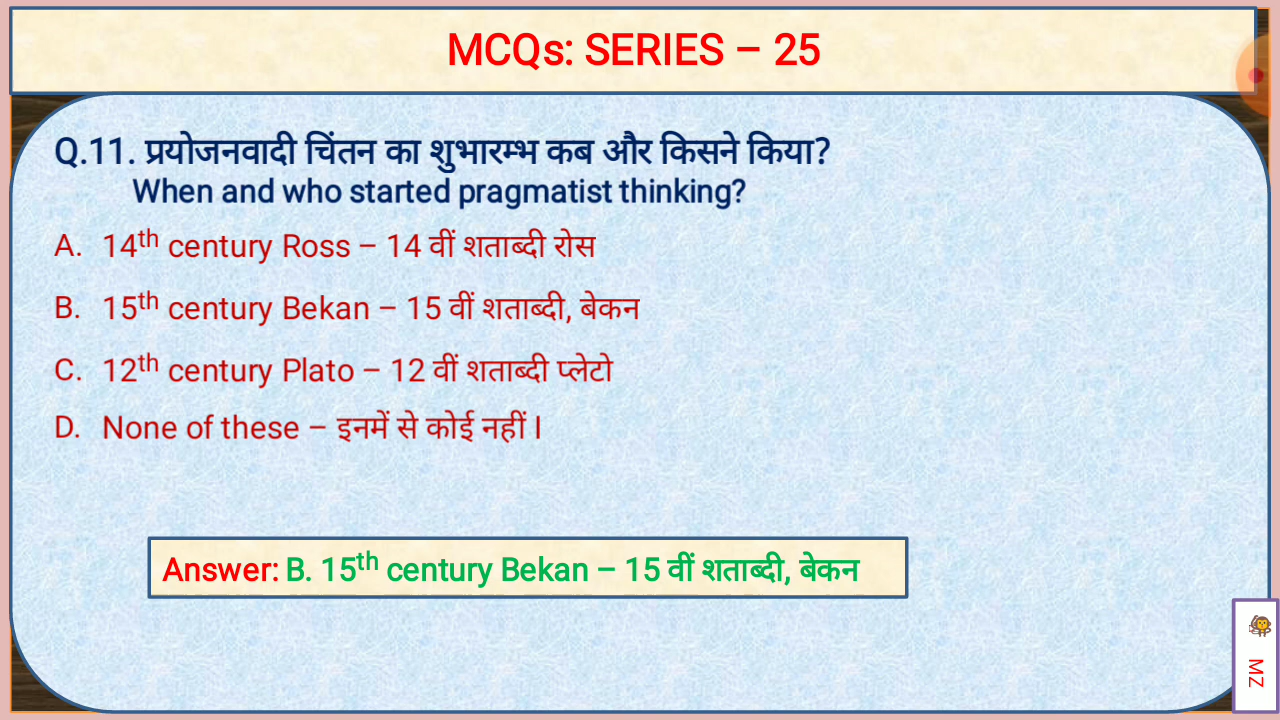 MCQs: SERIES – 25
Q.11. प्रयोजनवादी चिंतन का शुभारम्भ कब और किसने किया?
When and who started pragmatist thinking?
A. 14th century Ross – 14 वीं शताब्दी रोस
B. 15th century Bekan – 15 वीं शताब्दी, बेकन
C. 12th century Plato – 12 वीं शताब्दी प्लेटो
D. None of these – इनमें से कोई नहीं I
Answer: B. 15th century Bekan – 15 वीं शताब्दी, बेकन
MZ